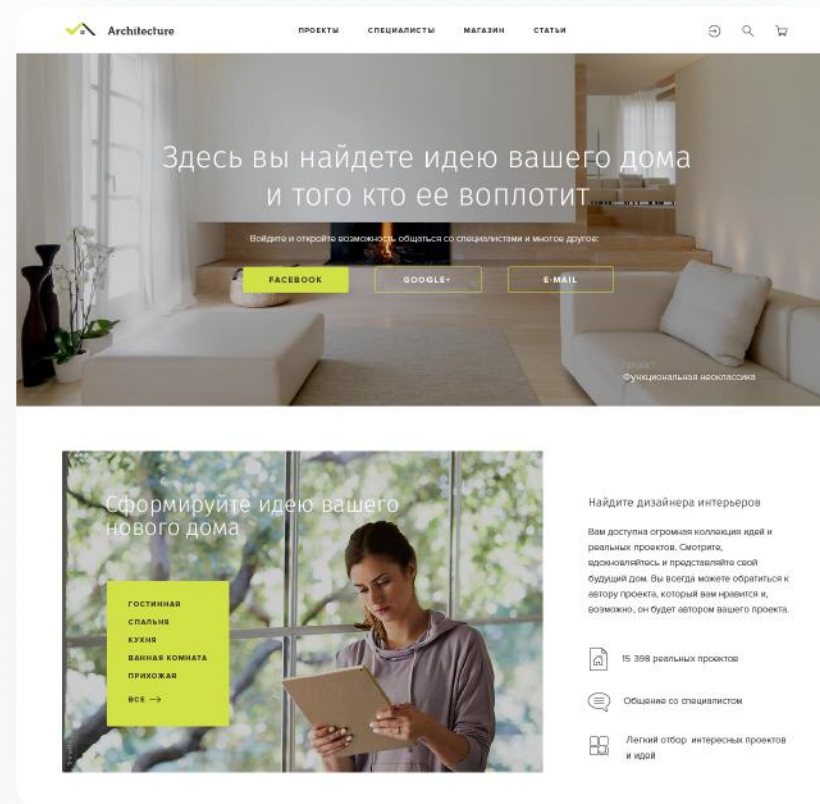 Architecture
ПРОЕКТЫ СПЕЦИАЛИСТЫ МАГАЗИН СТАТЬИ
Здесь вы найдете идею вашего дома
и того кто ее воплотит
Войдите и откройте возможность общаться со специалистами и многое другое:
FACEBOOK GOOGLE+ E-MAIL
Функциональная неоклассика
Сформируйте идею вашего
нового дома
ГОСТИННАЯ
СПАЛЬНЯ
КУХНЯ
ВАННАЯ КОМНАТА
ПРИХОЖАЯ
ВСЕ →
Найдите дизайнера интерьеров
Вам доступна огромная коллекция идей и
реальных проектов. Смотрите,
вдохновляйтесь и представляйте свой
будущий дом. Вы всегда можете обратиться к
автору проекта, который вам нравится и,
возможно, он будет автором вашего проекта.
15 398 реальных проектов
Общение со специалистом
Легкий отбор интересных проектов
и идей